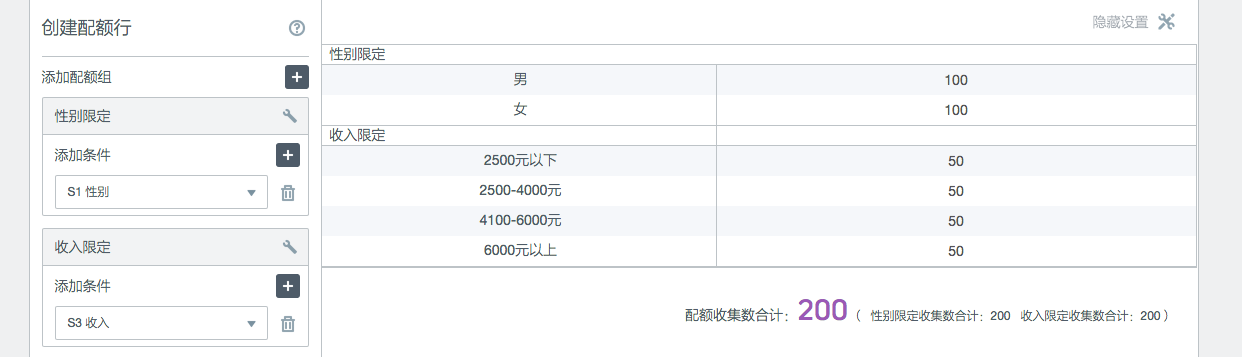 创建配额行
添加配额组
性别限定
添加条件
S1 性别
收入限定
添加条件
S3 收入
隐藏设置
性别限定
男 100
女 100
收入限定
2500元以下 50
2500-4000元 50
4100-6000元 50
6000元以上 50
配额收集数合计：200（ 性别限定收集数合计：200 收入限定收集数合计：200 ）